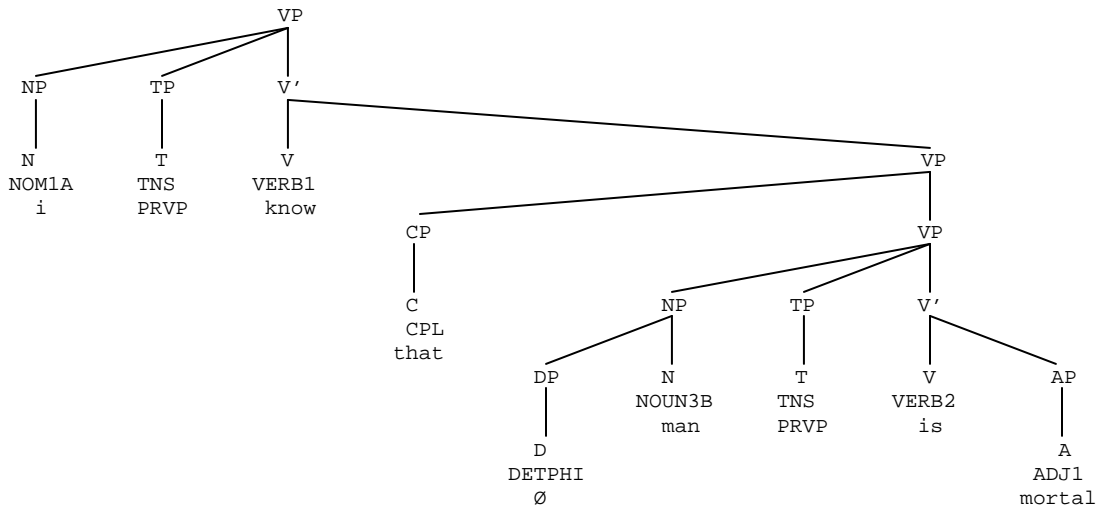 VP
NP TP V’
N T V VP
NOM1A TNS VERB1
i PRVP know
CP VP
C NP TP V’
CPL
that
DP N T V AP
NOUN3B TNS VERB2
man PRVP is
D A
DETPHI ADJ1
Ø mortal